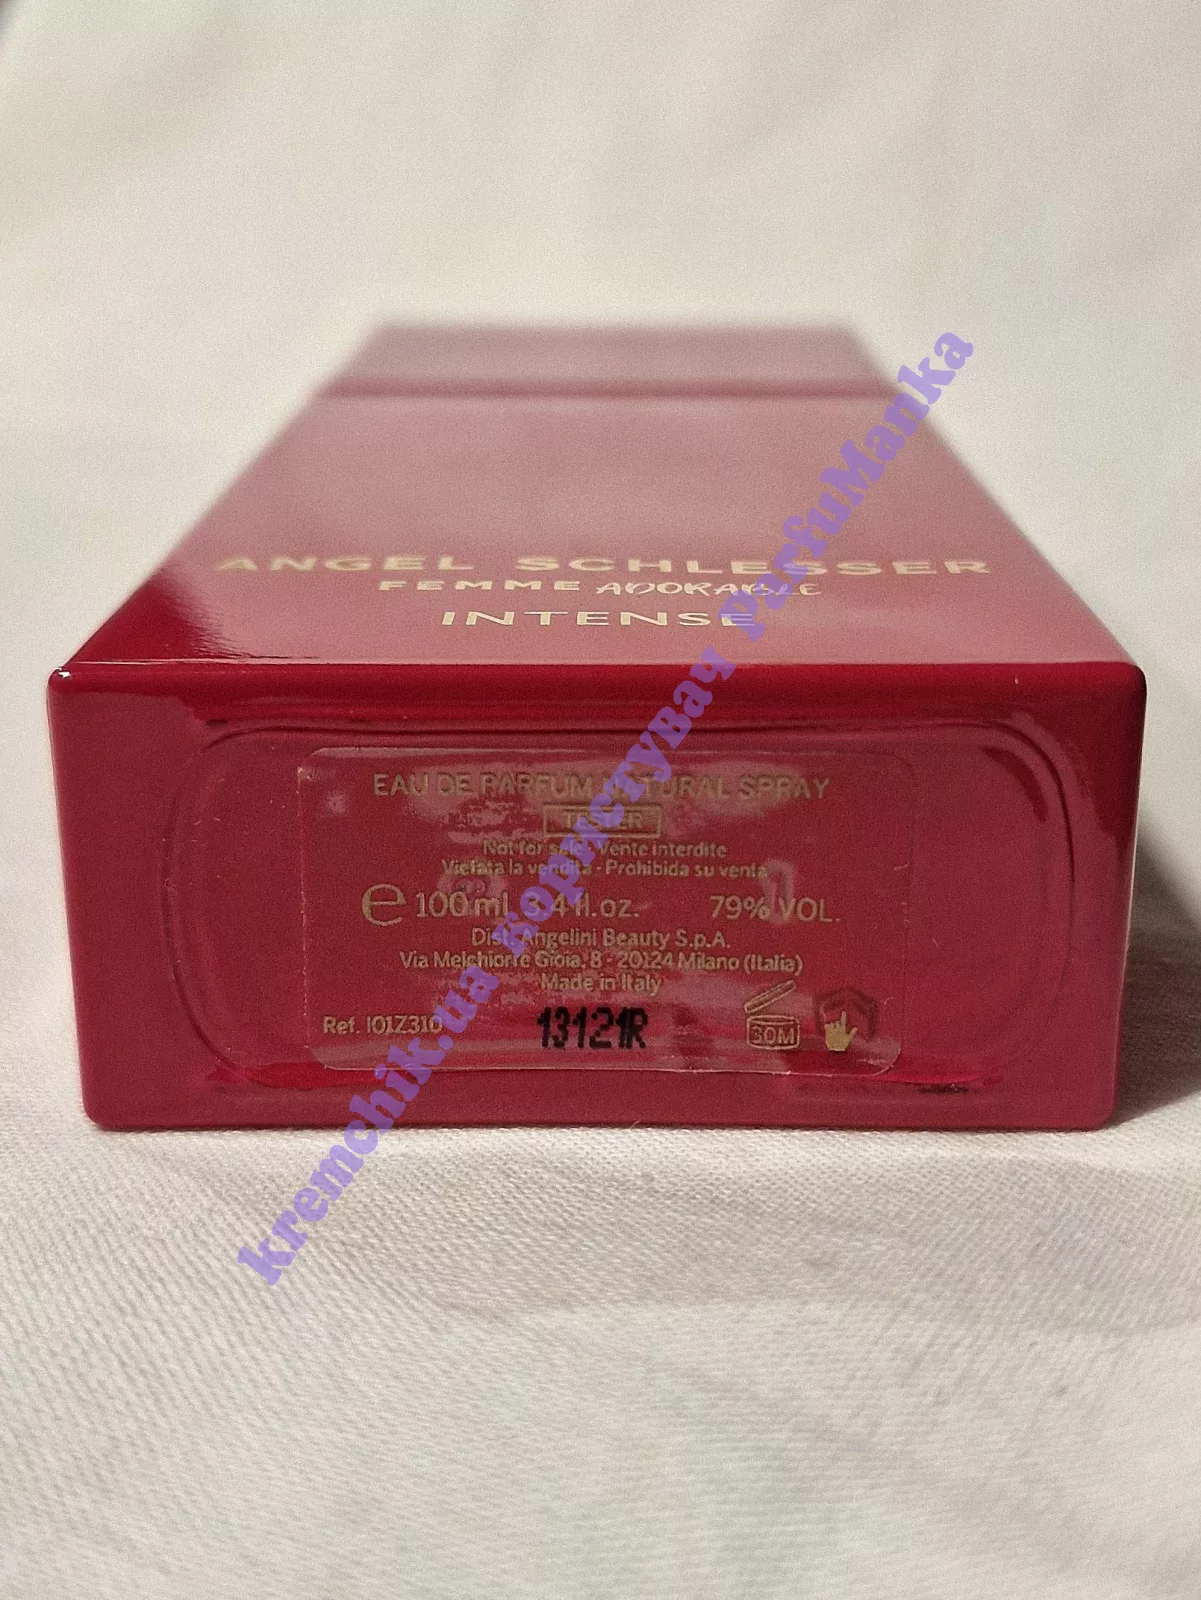 ANGEL SCHLESSER
FEMME ADORABLE
INTENSE
EAU DE PARFUM NATURAL SPRAY
TESTER
Not for sale - Vente interdite
Vietata la vendita - Prohibida su venta
e 100 ml 3.4 fl.oz. 79% VOL.
Dist. Angelini Beauty S.p.A.
Via Melchiorre Gioia, 8 - 20124 Milano (Italia)
Made in Italy
Ref. I01Z310
13121R
30M
kremchik.ua КористуВач ParfuManka